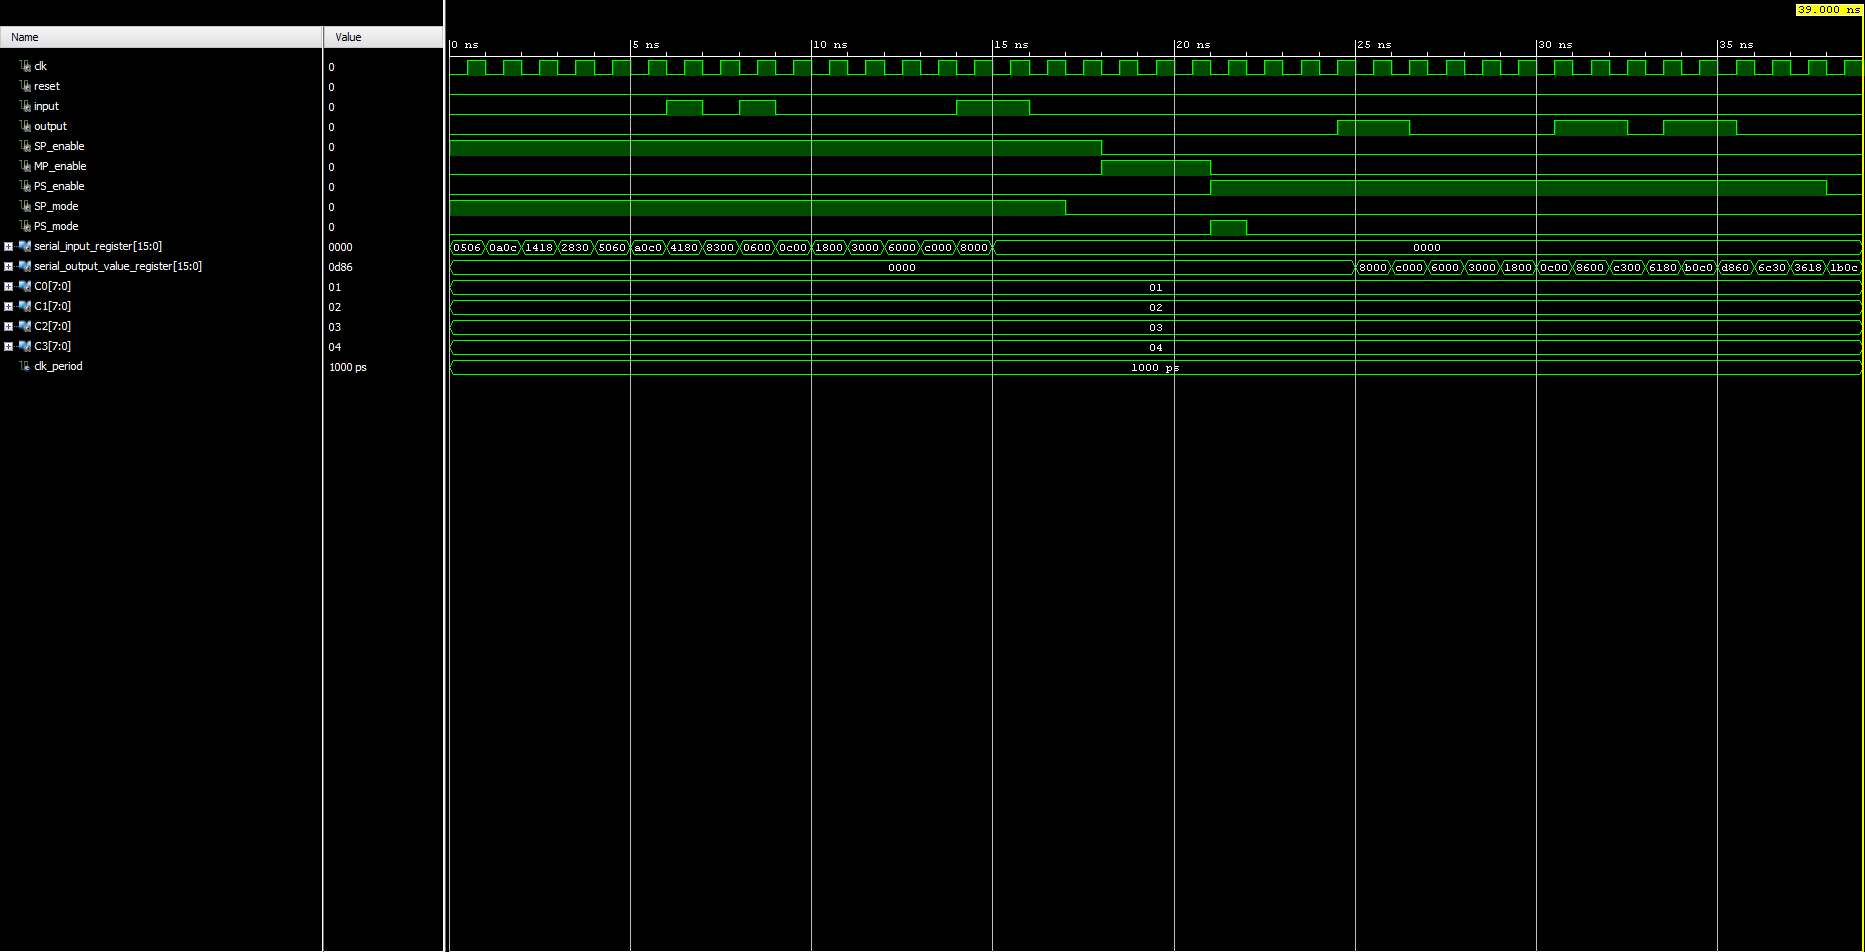 39.000 ns
Name Value
0 ns 5 ns 10 ns 15 ns 20 ns 25 ns 30 ns 35 ns
clk 0
reset 0
input 0
output 0
SP_enable 0
MP_enable 0
PS_enable 0
SP_mode 0
PS_mode 0
serial_input_register[15:0] 0000 0506 0a0c 1418 2830 5060 a0c0 4180 8300 0600 0c00 1800 3000 6000 c000 8000 0000
serial_output_value_register[15:0] 0d86 0000 8000 c000 6000 3000 1800 0c00 8600 c300 6180 b0c0 d860 6c30 3618 1b0c
C0[7:0] 01 01
C1[7:0] 02 02
C2[7:0] 03 03
C3[7:0] 04 04
clk_period 1000 ps 1000 ps